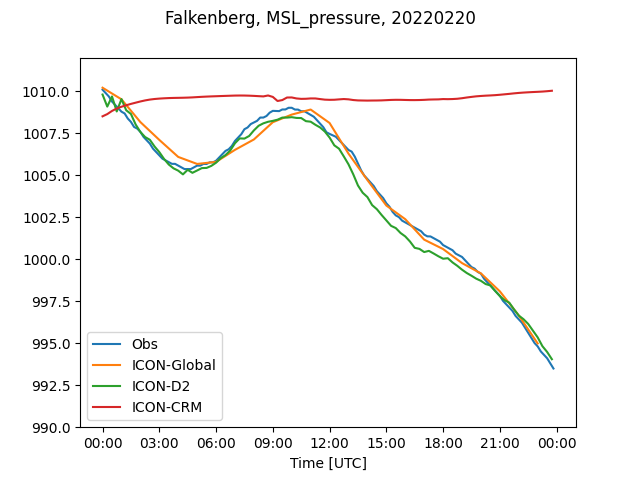 Falkenberg, MSL_pressure, 20220220
1010.0
1007.5
1005.0
1002.5
1000.0
997.5
995.0
992.5
990.0
Obs
ICON-Global
ICON-D2
ICON-CRM
00:00 03:00 06:00 09:00 12:00 15:00 18:00 21:00 00:00
Time [UTC]